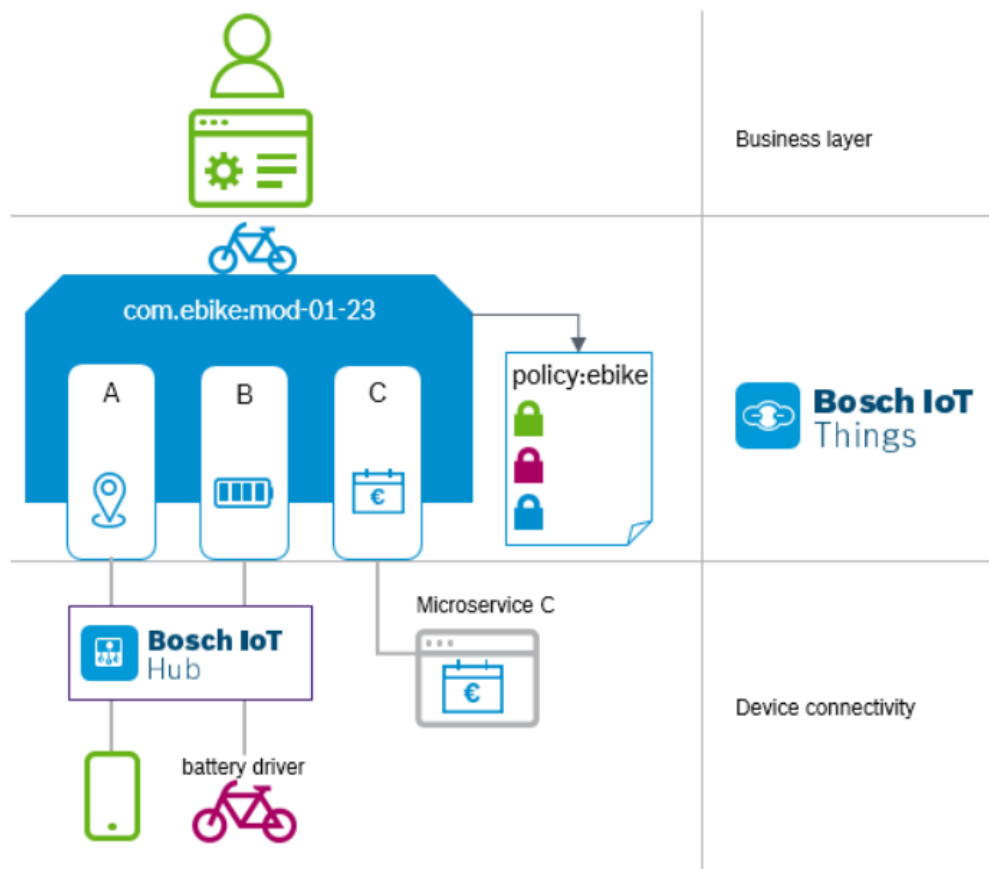 Business layer
com.ebike:mod-01-23
A
B
C
€
policy:ebike
Bosch IoT
Things
Microservice C
Bosch IoT
Hub
€
Device connectivity
battery driver